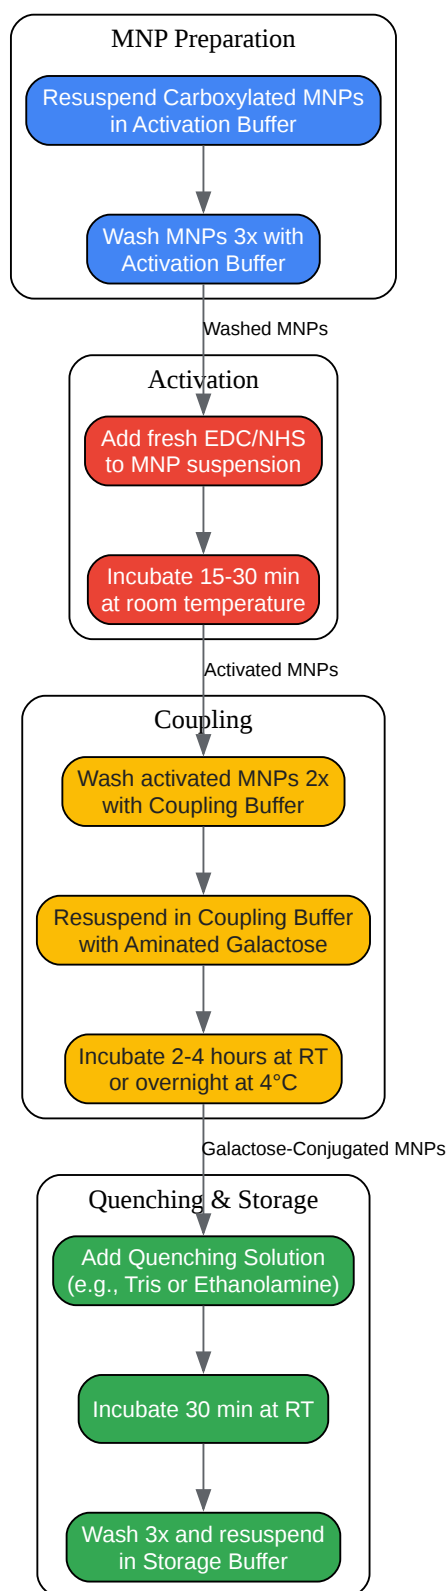 MNP Preparation
Resuspend Carboxylated MNPs
in Activation Buffer
Wash MNPs 3x with
Activation Buffer
Washed MNPs
Activation
Add fresh EDC/NHS
to MNP suspension
Incubate 15-30 min
at room temperature
Activated MNPs
Coupling
Wash activated MNPs 2x
with Coupling Buffer
Resuspend in Coupling Buffer
with Aminated Galactose
Incubate 2-4 hours at RT
or overnight at 4°C
Galactose-Conjugated MNPs
Quenching & Storage
Add Quenching Solution
(e.g., Tris or Ethanolamine)
Incubate 30 min at RT
Wash 3x and resuspend
in Storage Buffer